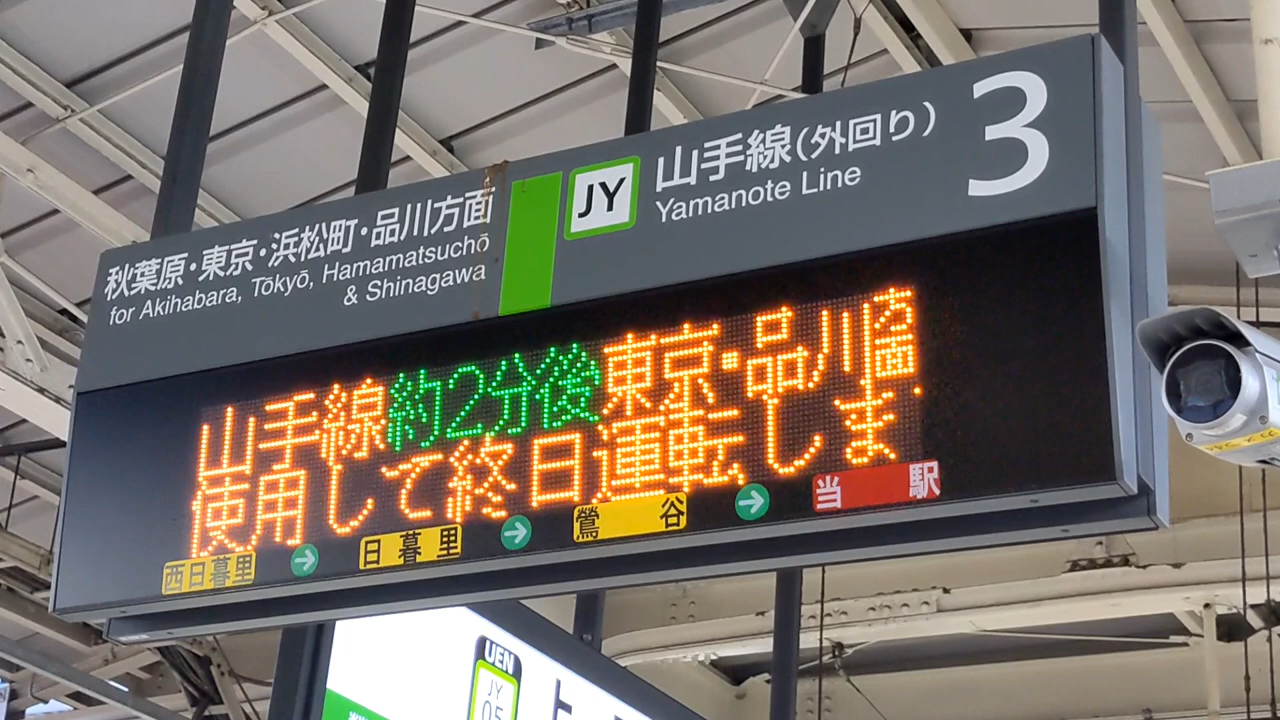 秋葉原・東京・浜松町・品川方面
for Akihabara, Tōkyō, Hamamatsuchō
& Shinagawa
JY
山手線(外回り)
Yamanote Line
3
山手線約2分後東京・品川方面
使用して終日運転しま
西日暮里 → 日暮里 → 鶯谷 → 当駅
UEN
JY
05